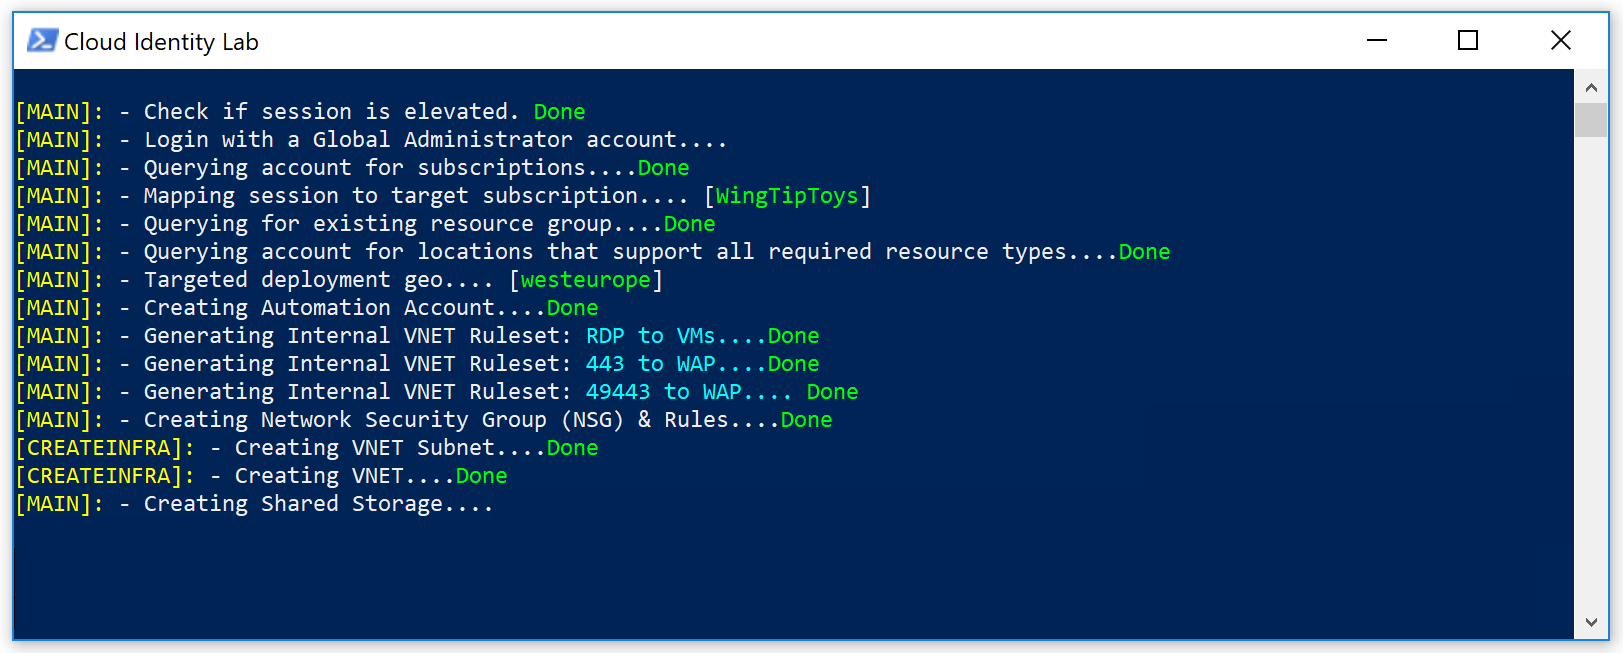 Cloud Identity Lab
[MAIN]: - Check if session is elevated. Done
[MAIN]: - Login with a Global Administrator account....
[MAIN]: - Querying account for subscriptions....Done
[MAIN]: - Mapping session to target subscription.... [WingTipToys]
[MAIN]: - Querying for existing resource group....Done
[MAIN]: - Querying account for locations that support all required resource types....Done
[MAIN]: - Targeted deployment geo.... [westeurope]
[MAIN]: - Creating Automation Account....Done
[MAIN]: - Generating Internal VNET Ruleset: RDP to VMs....Done
[MAIN]: - Generating Internal VNET Ruleset: 443 to WAP....Done
[MAIN]: - Generating Internal VNET Ruleset: 49443 to WAP.... Done
[MAIN]: - Creating Network Security Group (NSG) & Rules....Done
[CREATEINFRA]: - Creating VNET Subnet....Done
[CREATEINFRA]: - Creating VNET....Done
[MAIN]: - Creating Shared Storage....